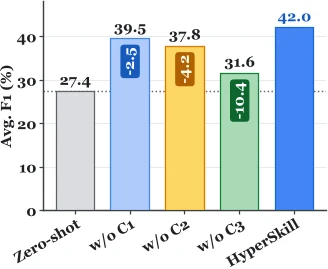 42.0
39.5
37.8
31.6
27.4
-2.5
-4.2
-10.4
Avg. F1 (%)
40
30
20
10
0
Zero-shot
w/o C1
w/o C2
w/o C3
HyperSkill